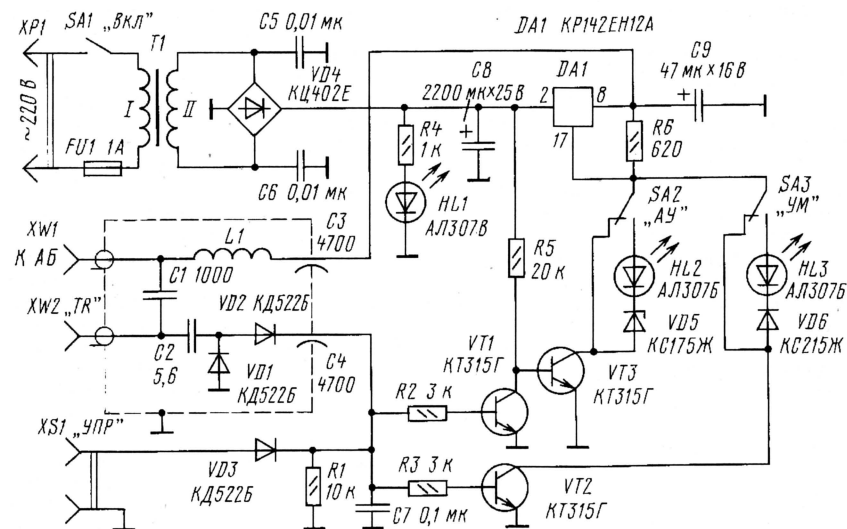 XP1
SA1 „ВКЛ"
T1
C5 0,01 мк
VD4
КЦ402Е
DA1 КР142ЕН12А
C8
2200 мк×25В
DA1
2
8
17
C9
47 мк×16В
~220 В
I
II
FU1 1А
C6 0,01 мк
R4
1к
HL1
АЛ307В
R6
620
SA2
„АУ"
SA3
„УМ"
XW1
К АБ
L1
C3
4700
C1 1000
R5
20 к
HL2
АЛ307Б
HL3
АЛ307Б
XW2 „TR"
VD2 КД522Б
C2
5,6
VD1
КД522Б
C4
4700
VD5
КС175Ж
VD6
КС215Ж
VT1
КТ315Г
VT3
КТ315Г
R2 3 к
XS1 „УПР"
VD3
КД522Б
R1
10 к
R3 3 к
C7 0,1 мк
VT2
КТ315Г